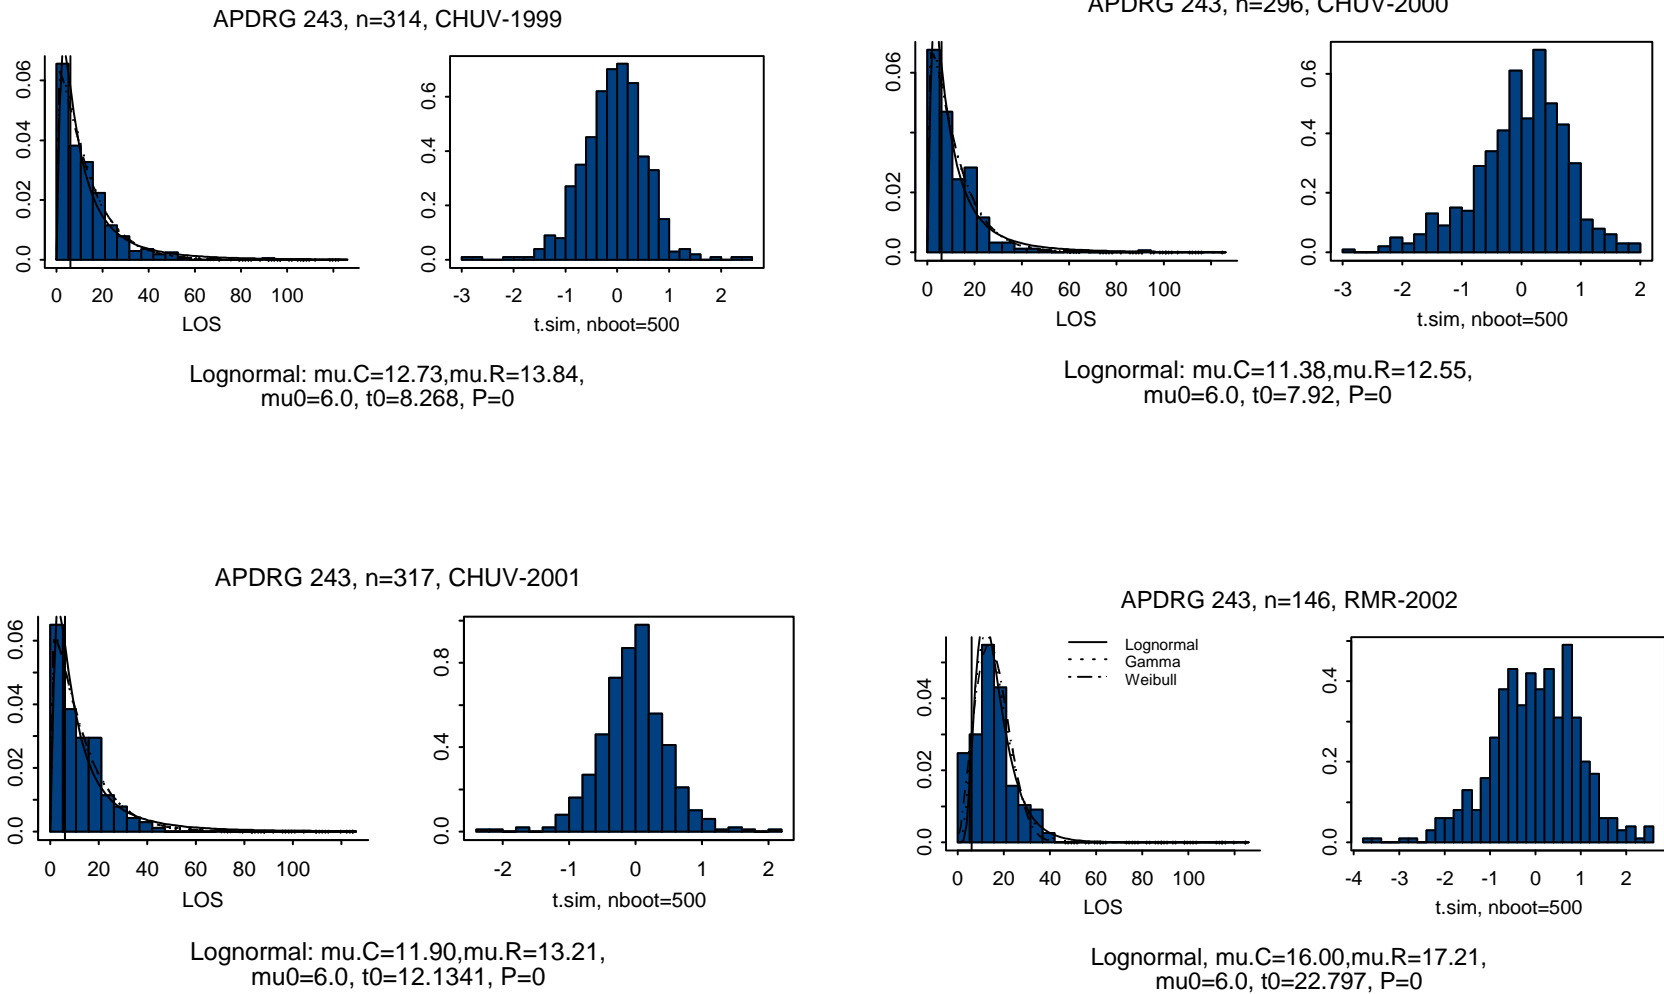 APDRG 243, n=314, CHUV-1999
0.0 0.02 0.04 0.06
0 20 40 60 80 100
LOS
0.0 0.2 0.4 0.6
-3 -2 -1 0 1 2
t.sim, nboot=500
Lognormal: mu.C=12.73,mu.R=13.84,
mu0=6.0, t0=8.268, P=0
APDRG 243, n=296, CHUV-2000
0.0 0.02 0.06
0 20 40 60 80 100
LOS
0.0 0.2 0.4 0.6
-3 -2 -1 0 1 2
t.sim, nboot=500
Lognormal: mu.C=11.38,mu.R=12.55,
mu0=6.0, t0=7.92, P=0
APDRG 243, n=317, CHUV-2001
0.0 0.02 0.04 0.06
0 20 40 60 80 100
LOS
0.0 0.4 0.8
-2 -1 0 1 2
t.sim, nboot=500
Lognormal: mu.C=11.90,mu.R=13.21,
mu0=6.0, t0=12.1341, P=0
APDRG 243, n=146, RMR-2002
Lognormal
Gamma
Weibull
0.0 0.02 0.04
0 20 40 60 80 100
LOS
0.0 0.2 0.4
-4 -3 -2 -1 0 1 2
t.sim, nboot=500
Lognormal, mu.C=16.00,mu.R=17.21,
mu0=6.0, t0=22.797, P=0